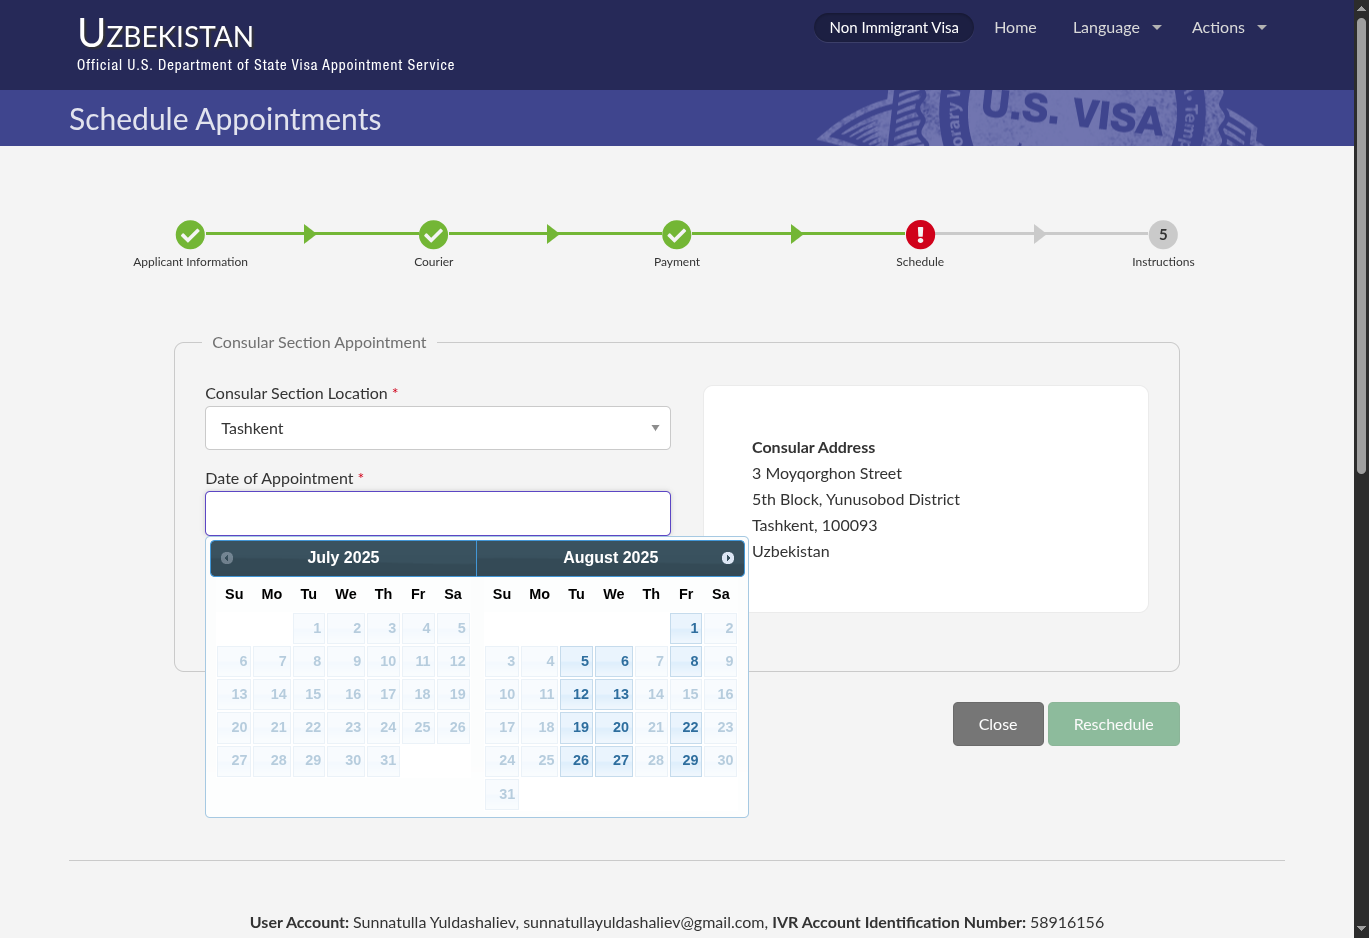 UZBEKISTAN
Official U.S. Department of State Visa Appointment Service
Non Immigrant Visa Home Language Actions
Schedule Appointments
U.S. VISA
Applicant Information Courier Payment Schedule 5 Instructions
Consular Section Appointment
Consular Section Location *
Tashkent
Date of Appointment *
Consular Address
3 Moyqorghon Street
5th Block, Yunusobod District
Tashkent, 100093
Uzbekistan
July 2025
Su Mo Tu We Th Fr Sa
1 2 3 4 5
6 7 8 9 10 11 12
13 14 15 16 17 18 19
20 21 22 23 24 25 26
27 28 29 30 31
August 2025
Su Mo Tu We Th Fr Sa
1 2
3 4 5 6 7 8 9
10 11 12 13 14 15 16
17 18 19 20 21 22 23
24 25 26 27 28 29 30
31
Close Reschedule
User Account: Sunnatulla Yuldashaliev, sunnatullayuldashaliev@gmail.com, IVR Account Identification Number: 58916156